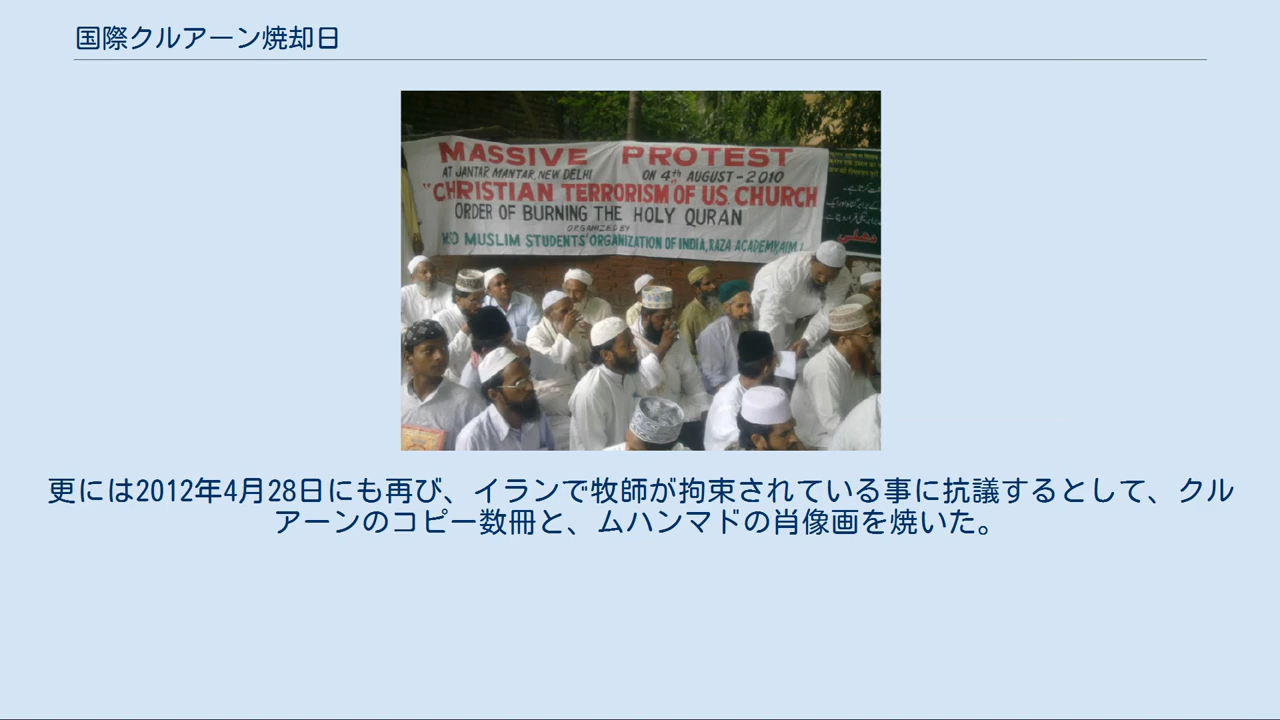 国際クルアーン焼却日
MASSIVE PROTEST
AT JANTAR MANTAR, NEW DELHI ON 4th AUGUST-2010
"CHRISTIAN TERRORISM OF US CHURCH
ORDER OF BURNING THE HOLY QURAN
ORGANIZED BY
MSO MUSLIM STUDENTS' ORGANIZATION OF INDIA, RAZA ACADEMY
更には2012年4月28日にも再び、イランで牧師が拘束されている事に抗議するとして、クル
アーンのコピー数冊と、ムハンマドの肖像画を焼いた。